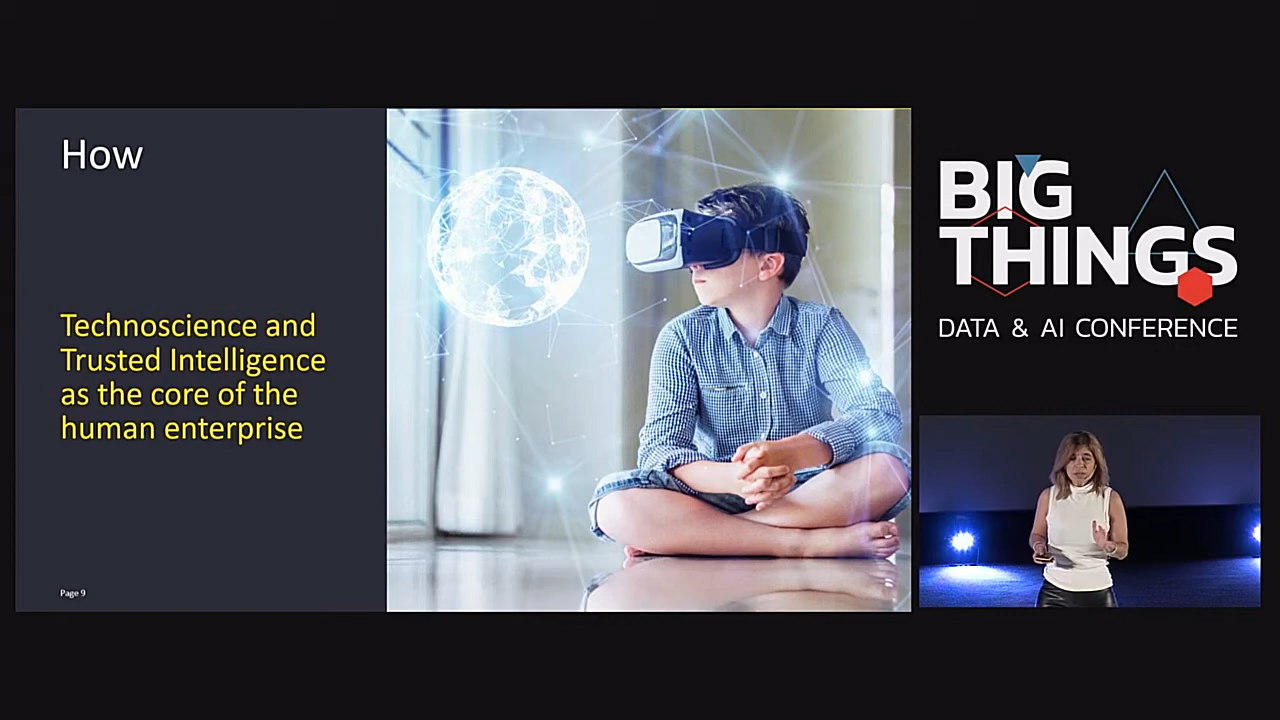 How
Technoscience and
Trusted Intelligence
as the core of the
human enterprise
Page 9
BIG
THINGS
DATA & AI CONFERENCE